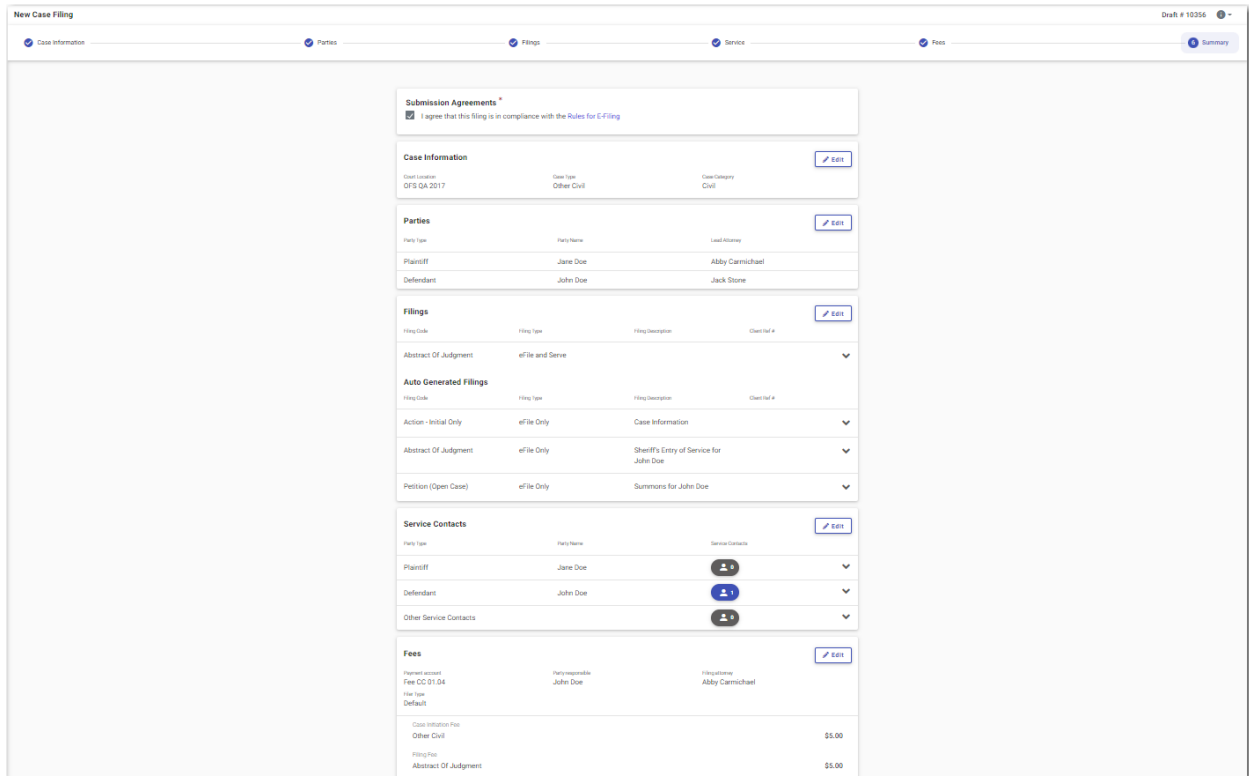 New Case Filing Draft # 10356
Case Information Parties Filings Service Fees 6 Summary
Submission Agreements *
I agree that this filing is in compliance with the Rules for E-Filing
Case Information Edit
Court Location Case Type Case Category
OFS QA 2017 Other Civil Civil
Parties Edit
Party Type Party Name Lead Attorney
Plaintiff Jane Doe Abby Carmichael
Defendant John Doe Jack Stone
Filings Edit
Filing Code Filing Type Filing Description Client Ref #
Abstract Of Judgment eFile and Serve
Auto Generated Filings
Filing Code Filing Type Filing Description Client Ref #
Action - Initial Only eFile Only Case Information
Abstract Of Judgment eFile Only Sheriff's Entry of Service for
John Doe
Petition (Open Case) eFile Only Summons for John Doe
Service Contacts Edit
Party Type Party Name Service Contacts
Plaintiff Jane Doe 0
Defendant John Doe 1
Other Service Contacts 0
Fees Edit
Payment account Party responsible Filing attorney
Fee CC 01.04 John Doe Abby Carmichael
Filer Type
Default
Case Initiation Fee
Other Civil $5.00
Filing Fee
Abstract Of Judgment $5.00